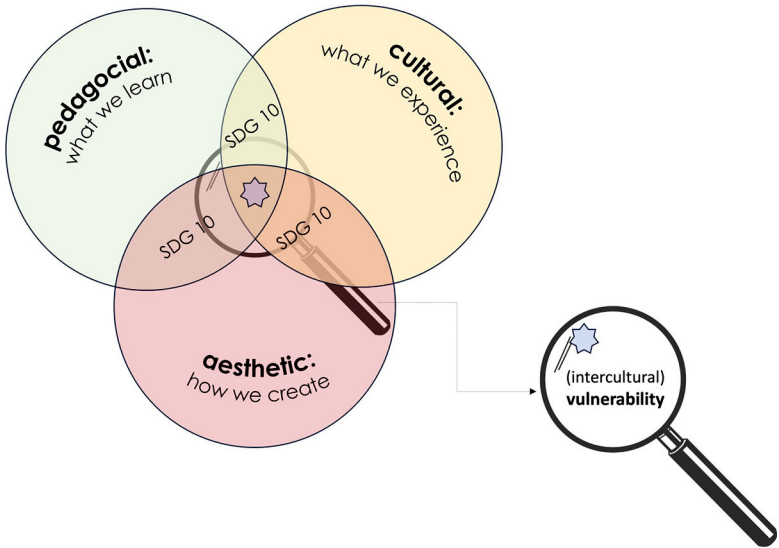 pedagocial:
what we learn
cultural:
what we experience
SDG 10
SDG 10
SDG 10
aesthetic:
how we create
(intercultural)
vulnerability